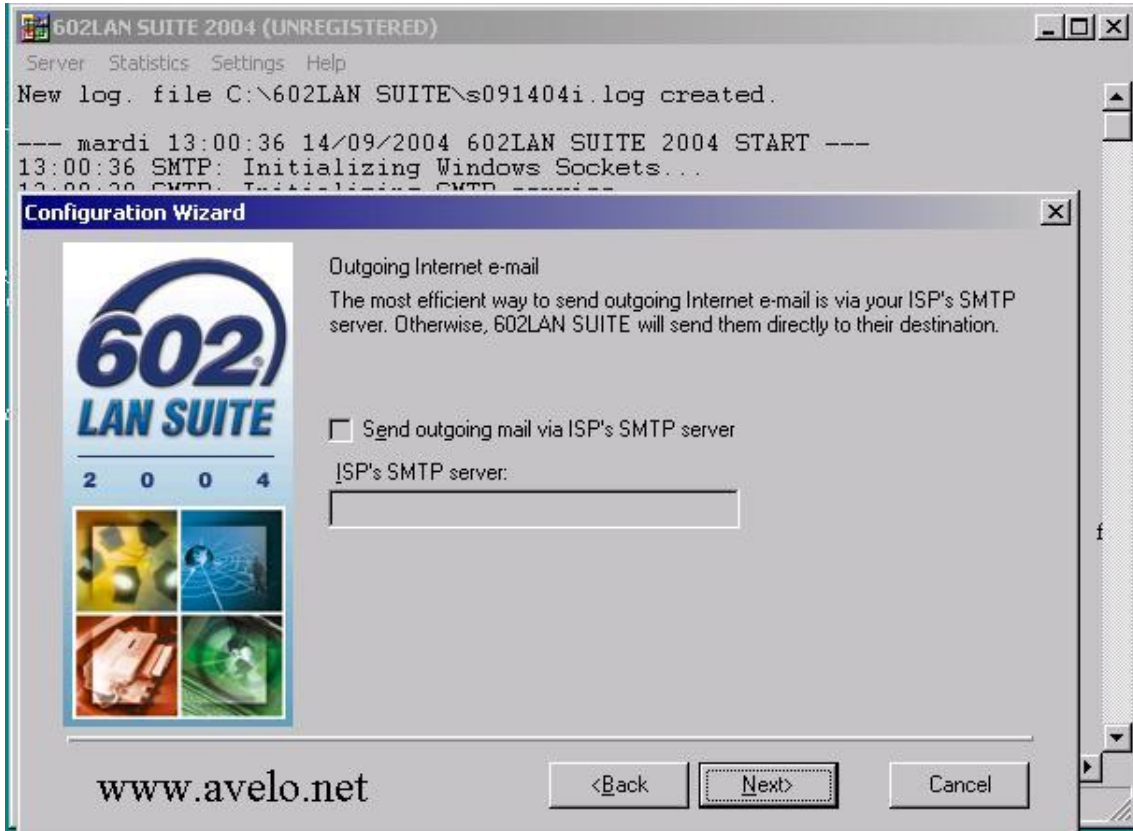 602LAN SUITE 2004 (UNREGISTERED)
Server Statistics Settings Help
New log. file C:\602LAN SUITE\s091404i.log created.
--- mardi 13:00:36 14/09/2004 602LAN SUITE 2004 START ---
13:00:36 SMTP: Initializing Windows Sockets...
Configuration Wizard
602®
LAN SUITE
2 0 0 4
Outgoing Internet e-mail
The most efficient way to send outgoing Internet e-mail is via your ISP's SMTP
server. Otherwise, 602LAN SUITE will send them directly to their destination.
Send outgoing mail via ISP's SMTP server
ISP's SMTP server:
f
www.avelo.net
<Back Next> Cancel